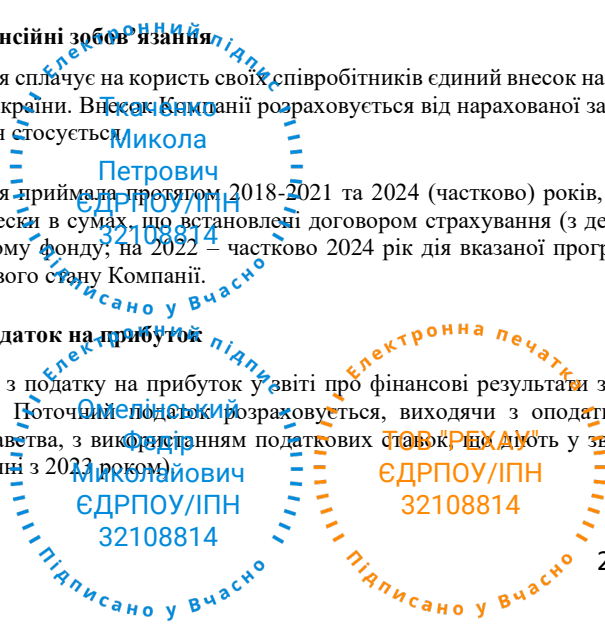 нсійні зобов’язання
я сплачує на користь своїх співробітників єдиний внесок на
країни. Внесок Компанії розраховується від нарахованої за
н стосується.
я приймала протягом 2018-2021 та 2024 (частково) років,
ески в сумах, що встановлені договором страхування (з де
ому фонду; на 2022 – частково 2024 рік дія вказаної прогр
вого стану Компанії.
Електронний підпис
Ткаченко
Микола
Петрович
ЄДРПОУ/ІПН
32108814
Підписано у Вчасно
даток на прибуток
з податку на прибуток у звіті про фінансові результати з
Поточний податок розраховується, виходячи з оподат
авства, з використанням податкових ставок, що діють у зв
ні з 2023 роком).
Електронний підпис
Омелінський
Фредір
Миколайович
ЄДРПОУ/ІПН
32108814
Підписано у Вчасно
Електронна печатка
ТОВ "РЕХАУ"
ЄДРПОУ/ІПН
32108814
Підписано у Вчасно
2